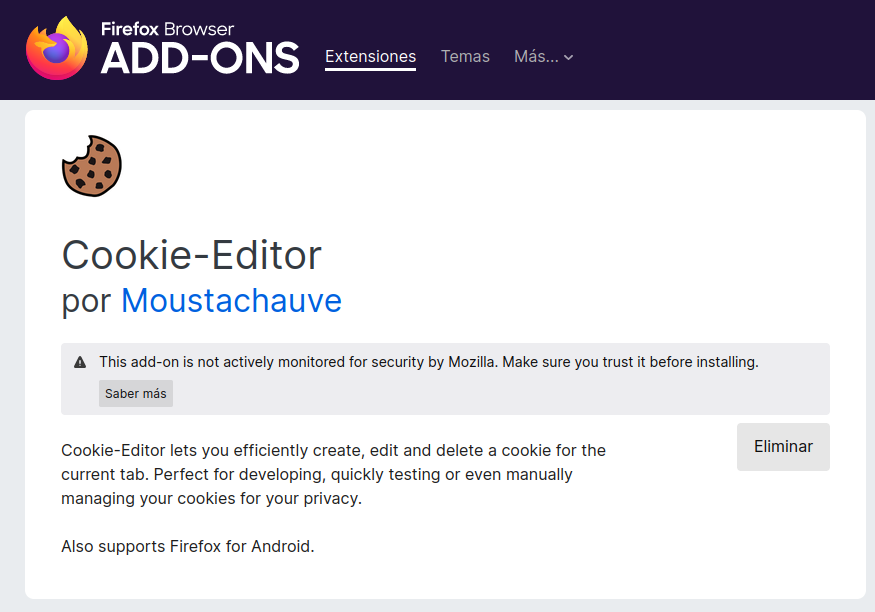 Firefox Browser
ADD-ONS
Extensiones
Temas
Más...
Cookie-Editor
por Moustachauve
This add-on is not actively monitored for security by Mozilla. Make sure you trust it before installing.
Saber más
Cookie-Editor lets you efficiently create, edit and delete a cookie for the
current tab. Perfect for developing, quickly testing or even manually
managing your cookies for your privacy.
Also supports Firefox for Android.
Eliminar